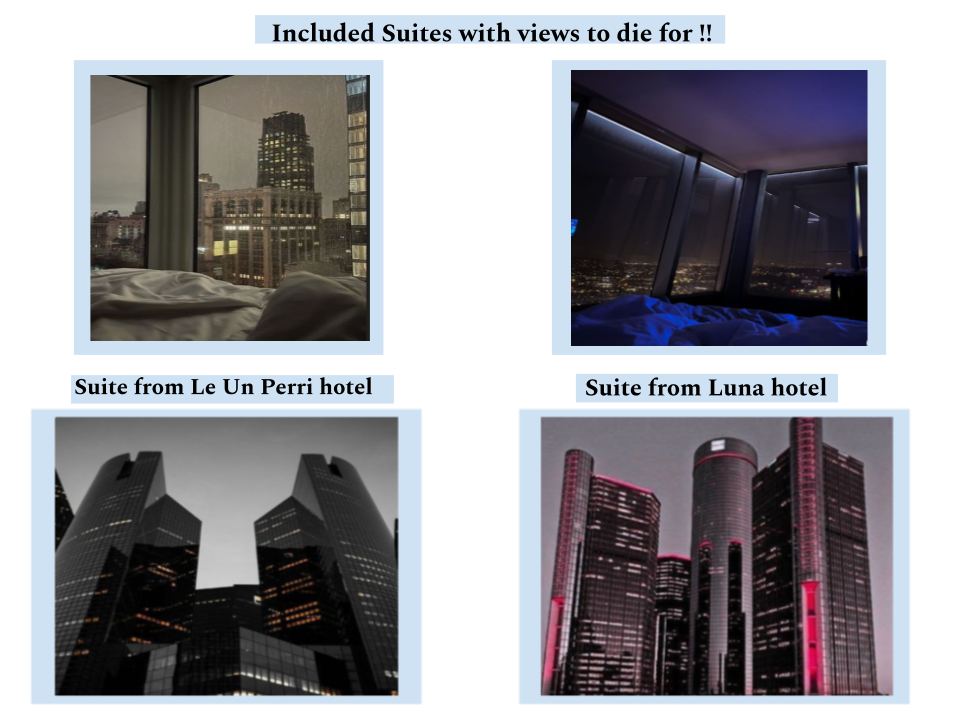 Included Suites with views to die for !!
Suite from Le Un Perri hotel
Suite from Luna hotel